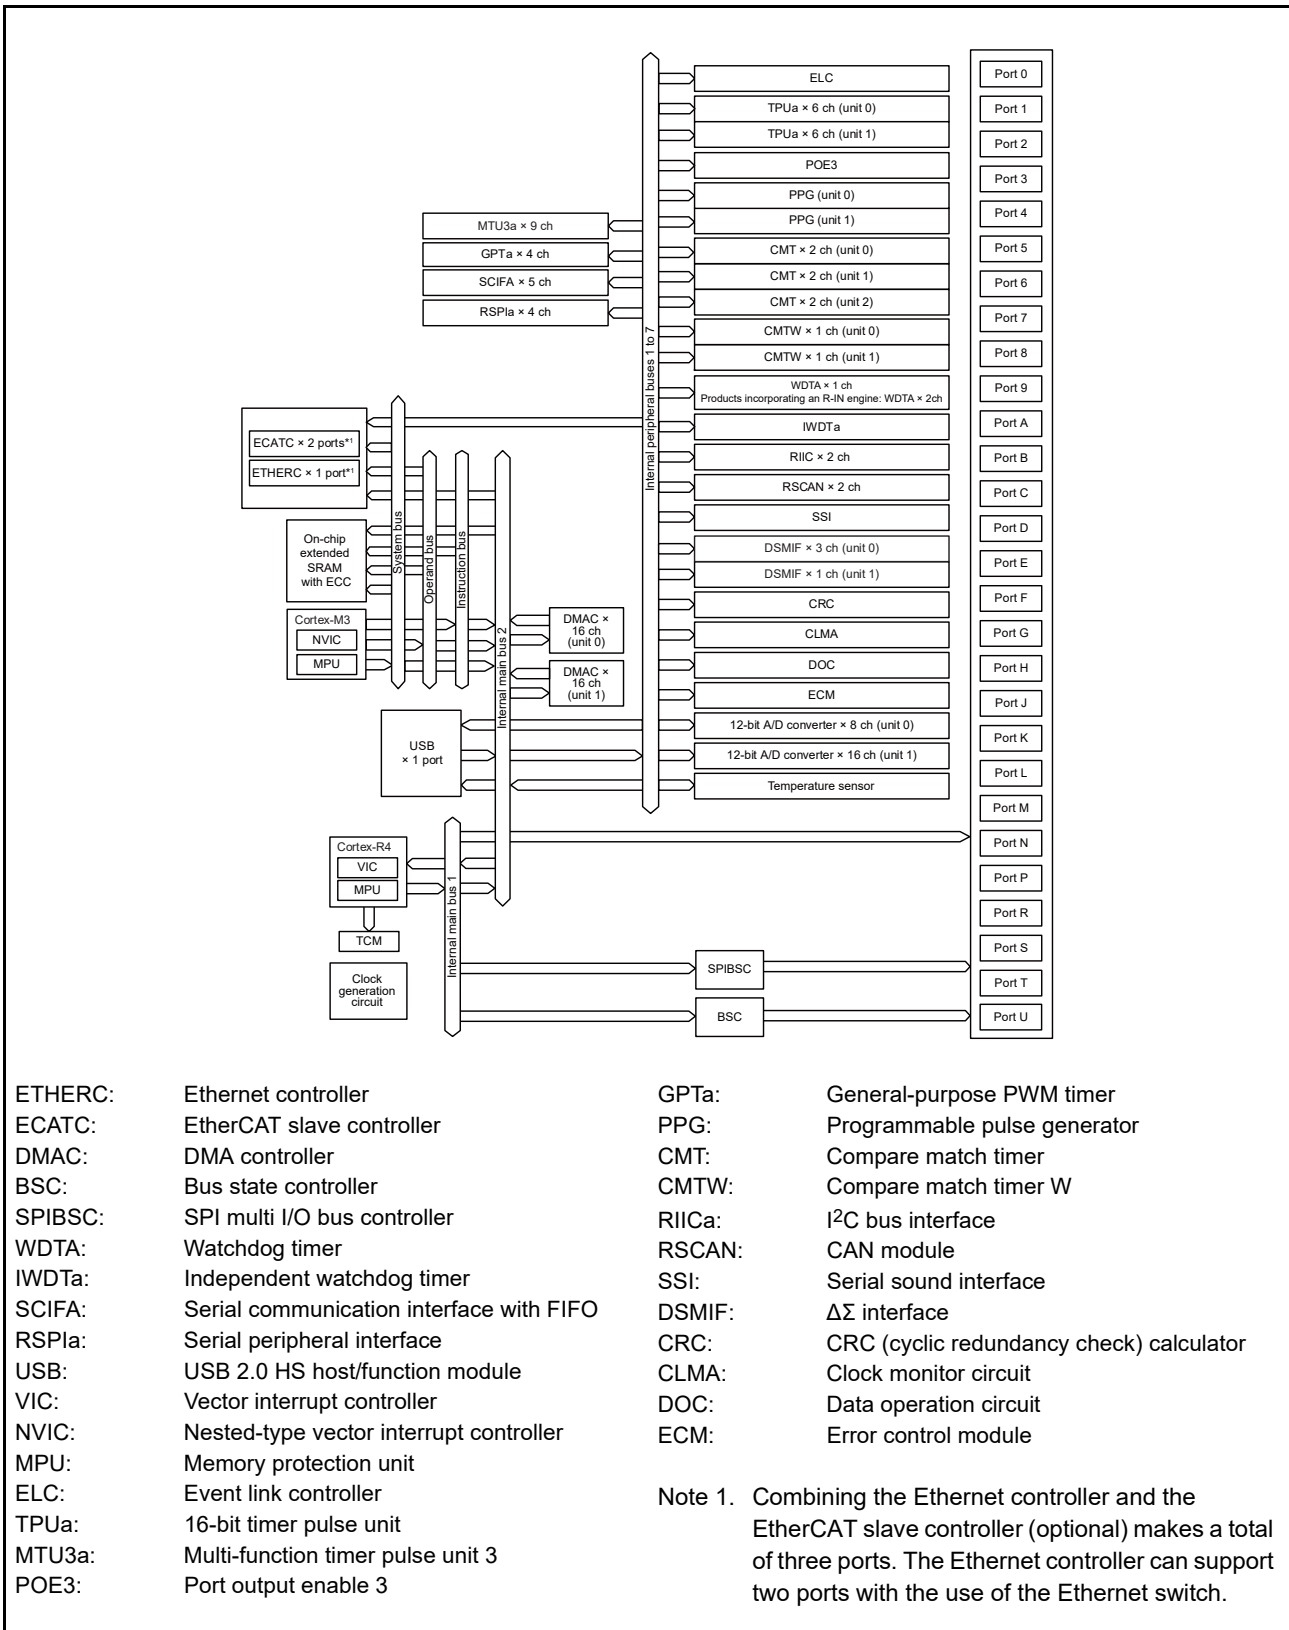 ELC
TPUa × 6 ch (unit 0)
TPUa × 6 ch (unit 1)
POE3
PPG (unit 0)
PPG (unit 1)
CMT × 2 ch (unit 0)
CMT × 2 ch (unit 1)
CMT × 2 ch (unit 2)
CMTW × 1 ch (unit 0)
CMTW × 1 ch (unit 1)
WDTA × 1 ch
Products incorporating an R-IN engine: WDTA × 2ch
IWDTa
RIIC × 2 ch
RSCAN × 2 ch
SSI
DSMIF × 3 ch (unit 0)
DSMIF × 1 ch (unit 1)
CRC
CLMA
DOC
ECM
12-bit A/D converter × 8 ch (unit 0)
12-bit A/D converter × 16 ch (unit 1)
Temperature sensor
Port 0
Port 1
Port 2
Port 3
Port 4
Port 5
Port 6
Port 7
Port 8
Port 9
Port A
Port B
Port C
Port D
Port E
Port F
Port G
Port H
Port J
Port K
Port L
Port M
Port N
Port P
Port R
Port S
Port T
Port U
MTU3a × 9 ch
GPTa × 4 ch
SCIFA × 5 ch
RSPIa × 4 ch
Internal peripheral buses 1 to 7
ECATC × 2 ports*1
ETHERC × 1 port*1
On-chip
extended
SRAM
with ECC
Cortex-M3
NVIC
MPU
System bus
Operand bus
Instruction bus
Internal main bus 2
DMAC ×
16 ch
(unit 0)
DMAC ×
16 ch
(unit 1)
USB
× 1 port
Cortex-R4
VIC
MPU
TCM
Clock
generation
circuit
Internal main bus 1
SPIBSC
BSC
ETHERC: Ethernet controller
ECATC: EtherCAT slave controller
DMAC: DMA controller
BSC: Bus state controller
SPIBSC: SPI multi I/O bus controller
WDTA: Watchdog timer
IWDTa: Independent watchdog timer
SCIFA: Serial communication interface with FIFO
RSPIa: Serial peripheral interface
USB: USB 2.0 HS host/function module
VIC: Vector interrupt controller
NVIC: Nested-type vector interrupt controller
MPU: Memory protection unit
ELC: Event link controller
TPUa: 16-bit timer pulse unit
MTU3a: Multi-function timer pulse unit 3
POE3: Port output enable 3
GPTa: General-purpose PWM timer
PPG: Programmable pulse generator
CMT: Compare match timer
CMTW: Compare match timer W
RIICa: I2C bus interface
RSCAN: CAN module
SSI: Serial sound interface
DSMIF: ΔΣ interface
CRC: CRC (cyclic redundancy check) calculator
CLMA: Clock monitor circuit
DOC: Data operation circuit
ECM: Error control module
Note 1. Combining the Ethernet controller and the
EtherCAT slave controller (optional) makes a total
of three ports. The Ethernet controller can support
two ports with the use of the Ethernet switch.